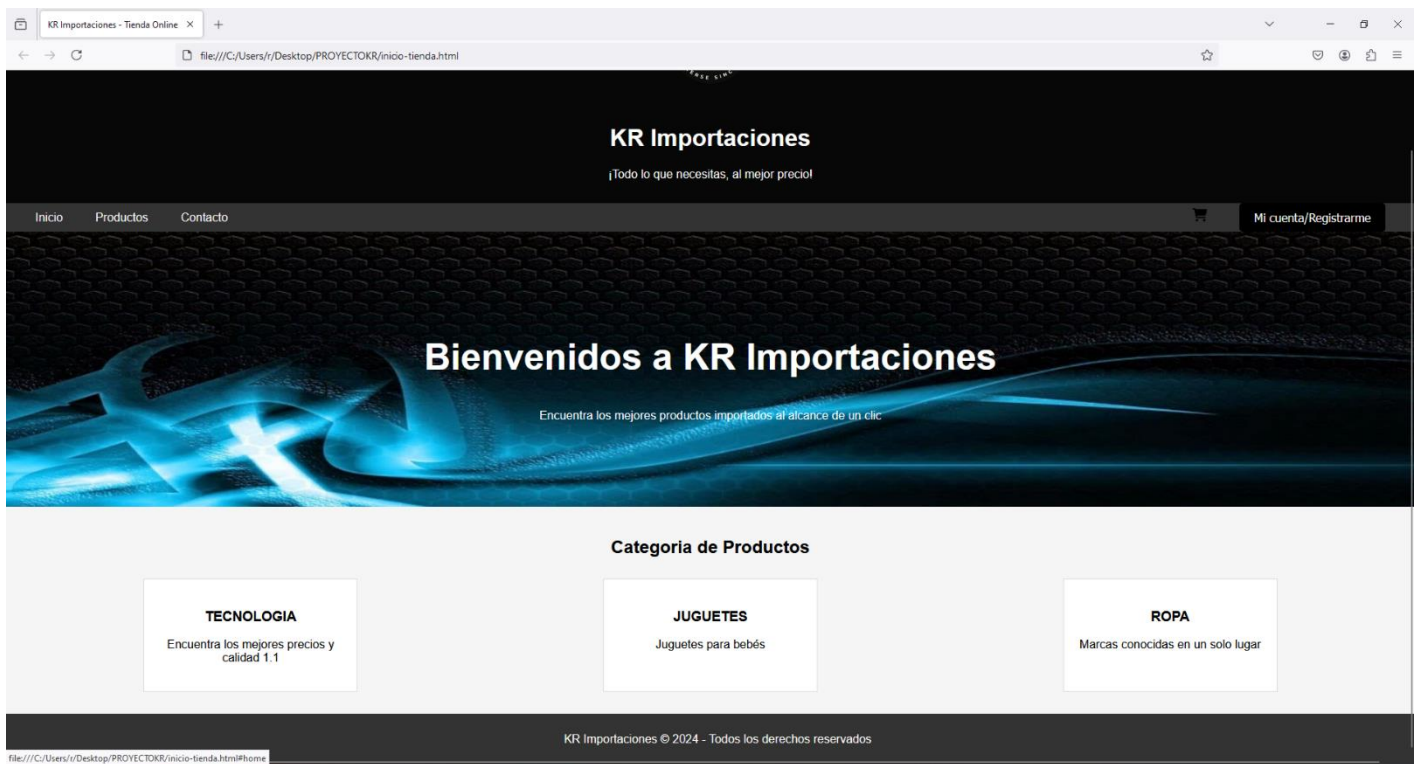 KR Importaciones - Tienda Online
file:///C:/Users/r/Desktop/PROYECTOKR/inicio-tienda.html
KR Importaciones
¡Todo lo que necesitas, al mejor precio!
Inicio Productos Contacto Mi cuenta/Registrarme
Bienvenidos a KR Importaciones
Encuentra los mejores productos importados al alcance de un clic
Categoria de Productos
TECNOLOGIA
Encuentra los mejores precios y
calidad 1.1
JUGUETES
Juguetes para bebés
ROPA
Marcas conocidas en un solo lugar
KR Importaciones © 2024 - Todos los derechos reservados
file:///C:/Users/r/Desktop/PROYECTOKR/inicio-tienda.html#home